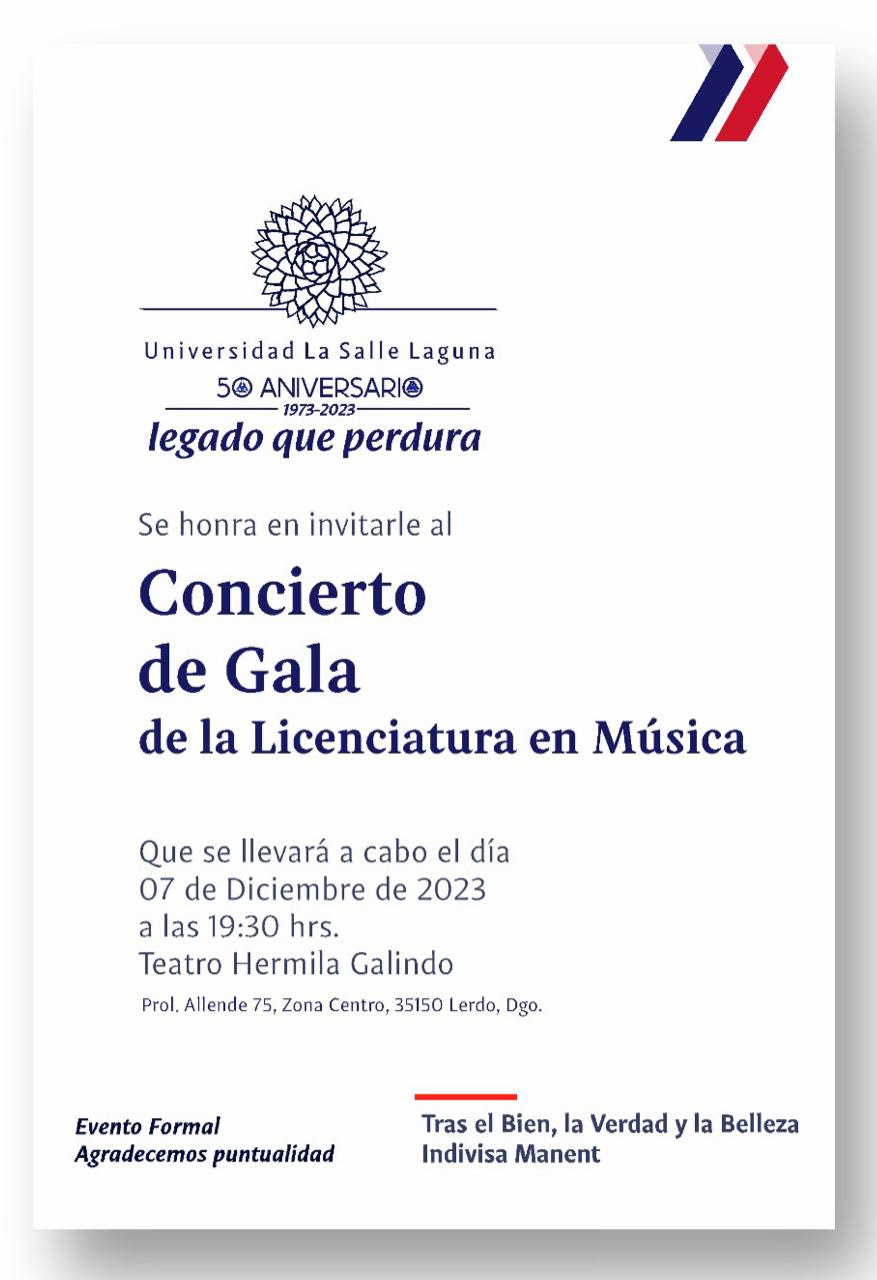 Universidad La Salle Laguna
50 ANIVERSARIO
1973-2023
legado que perdura
Se honra en invitarle al
Concierto
de Gala
de la Licenciatura en Música
Que se llevará a cabo el día
07 de Diciembre de 2023
a las 19:30 hrs.
Teatro Hermila Galindo
Prol. Allende 75, Zona Centro, 35150 Lerdo, Dgo.
Evento Formal
Agradecemos puntualidad
Tras el Bien, la Verdad y la Belleza
Indivisa Manent